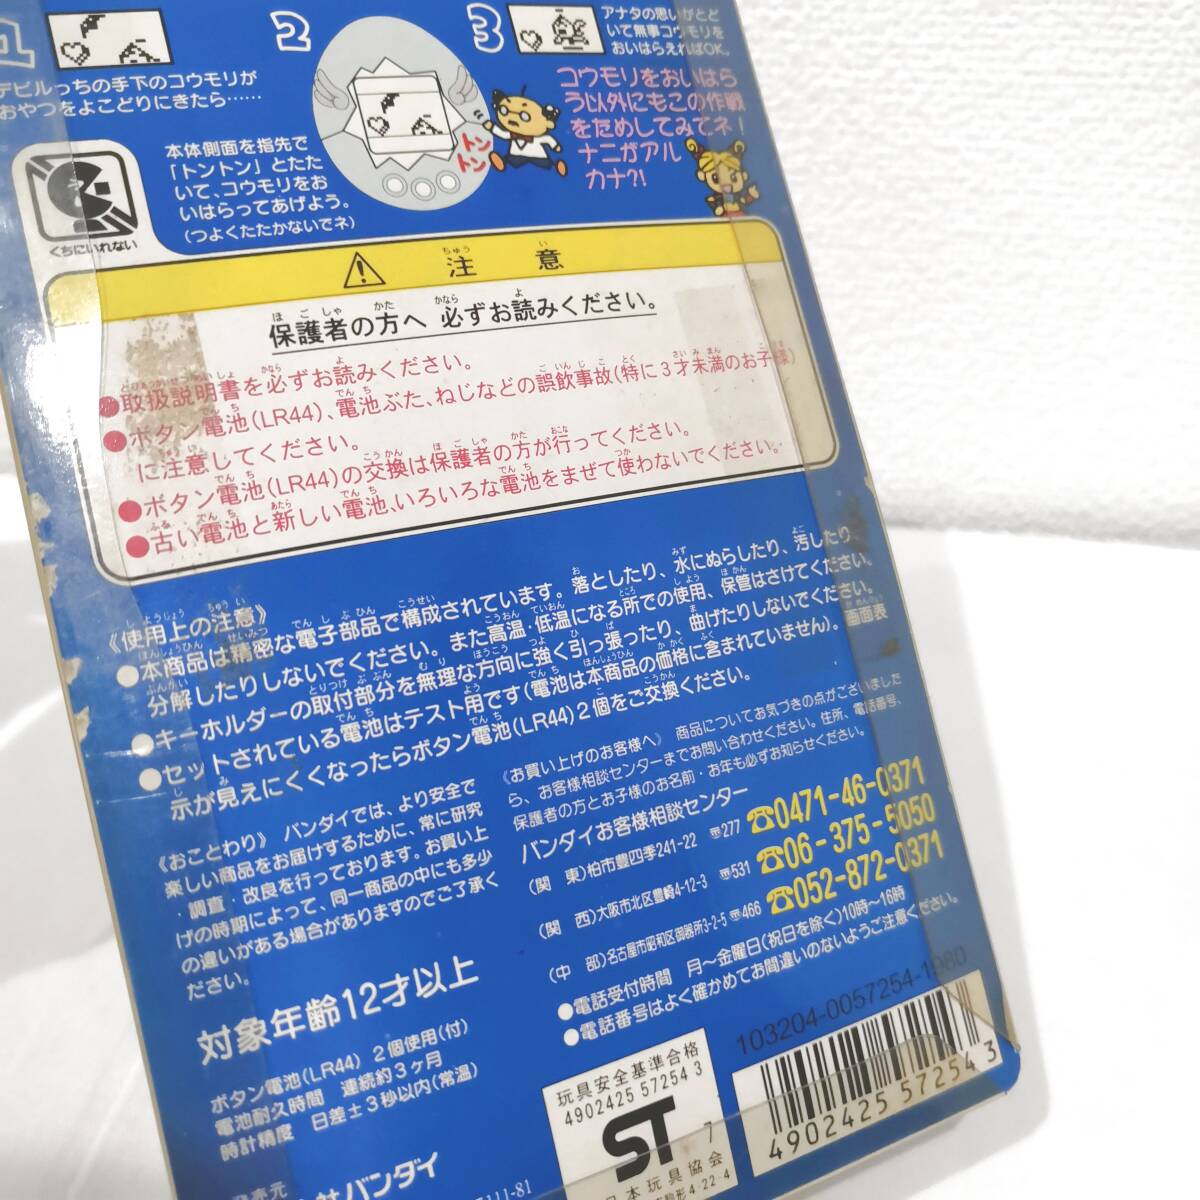 1
デビルっちの手下のコウモリが
おやつをよこどりにきたら……
2
本体側面を指先で
「トントン」とたた
いて、コウモリをお
いはらってあげよう。
(つよくたたかないでネ)
トン
トン
3
アナタの思いがとど
いて無事コウモリを
おいはらえればOK。
コウモリをおいはら
う以外にもこの作戦
をためしてみてネ!
ナニガアル
カナ?!
くちにいれない
注意
保護者の方へ 必ずお読みください。
●取扱説明書を必ずお読みください。
●ボタン電池(LR44)、電池ぶた、ねじなどの誤飲事故(特に3才未満のお子様)
に注意してください。
●ボタン電池(LR44)の交換は保護者の方が行ってください。
●古い電池と新しい電池、いろいろな電池をまぜて使わないでください。
《使用上の注意》
●本商品は精密な電子部品で構成されています。落としたり、水にぬらしたり、汚したり
分解したりしないでください。また高温・低温になる所での使用、保管はさけてください。
●キーホルダーの取付部分を無理な方向に強く引っ張ったり、曲げたりしないでください。
●セットされている電池はテスト用です(電池は本商品の価格に含まれていません)。画面表
示が見えにくくなったらボタン電池(LR44)2個をご交換ください。
《おことわり》 バンダイでは、より安全で
楽しい商品をお届けするために、常に研究
・調査・改良を行っております。お買い上
げの時期によって、同一商品の中にも多少
の違いがある場合がありますのでご了承く
ださい。
《お買い上げのお客様へ》 商品についてお気づきの点がございました
ら、お客様相談センターまでお問い合わせください。住所、電話番号、
保護者の方とお子様のお名前・お年も必ずお知らせください。
バンダイお客様相談センター
(関 東)柏市豊四季241-22 〒277 ☎0471-46-0371
(関 西)大阪市北区豊崎4-12-3 〒531 ☎06-375-5050
(中 部)名古屋市昭和区御器所3-2-5 〒466 ☎052-872-0371
●電話受付時間 月〜金曜日(祝日を除く)10時〜16時
●電話番号はよく確かめてお間違いのないようご注意ください。
対象年齢12才以上
ボタン電池(LR44) 2個使用(付)
電池耐久時間 連続約3ヶ月
時計精度 日差±3秒以内(常温)
発売元
バンダイ
111-81
玩具安全基準合格
4902425 57254 3
ST
7
日本玩具協会
4-22-4
103204-0057254-1980
4902425 572543